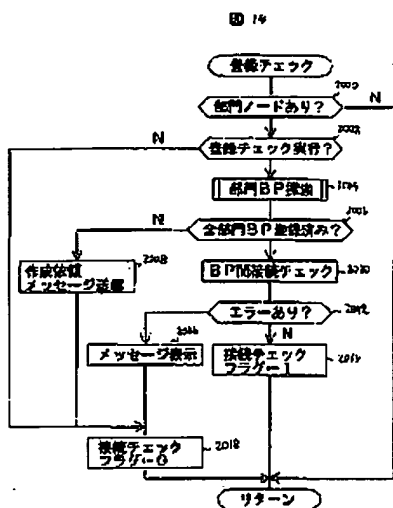 図 14
登録チェック
2000
部門ノードあり?
N
2002
N
登録チェック実行?
部門BP探索
2004
2006
N
全部門BP登録済み?
作成依頼
メッセージ送信
2008
BP間接続チェック
2010
エラーあり?
2012
メッセージ表示
2016
N
接続チェック
フラグ←1
2014
接続チェック
フラグ←0
2018
リターン